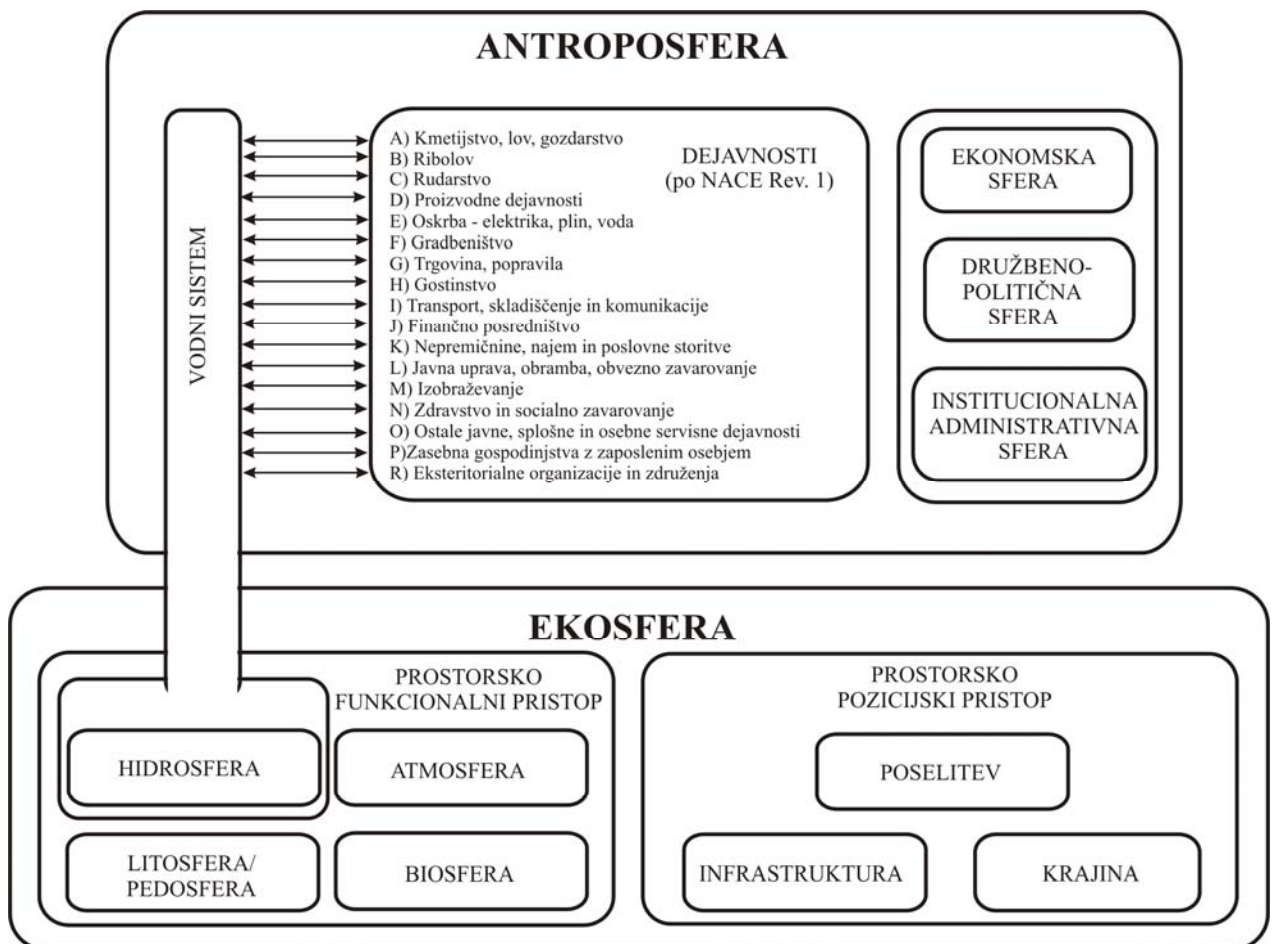 ANTROPOSFERA
VODNI SISTEM
A) Kmetijstvo, lov, gozdarstvo
B) Ribolov
C) Rudarstvo
D) Proizvodne dejavnosti
E) Oskrba - elektrika, plin, voda
F) Gradbeništvo
G) Trgovina, popravila
H) Gostinstvo
I) Transport, skladiščenje in komunikacije
J) Finančno posredništvo
K) Nepremičnine, najem in poslovne storitve
L) Javna uprava, obramba, obvezno zavarovanje
M) Izobraževanje
N) Zdravstvo in socialno zavarovanje
O) Ostale javne, splošne in osebne servisne dejavnosti
P)Zasebna gospodinjstva z zaposlenim osebjem
R) Eksteritorialne organizacije in združenja
DEJAVNOSTI
(po NACE Rev. 1)
EKONOMSKA
SFERA
DRUŽBENO-
POLITIČNA
SFERA
INSTITUCIONALNA
ADMINISTRATIVNA
SFERA
EKOSFERA
PROSTORSKO
FUNKCIONALNI PRISTOP
HIDROSFERA
ATMOSFERA
LITOSFERA/
PEDOSFERA
BIOSFERA
PROSTORSKO
POZICIJSKI PRISTOP
POSELITEV
INFRASTRUKTURA
KRAJINA